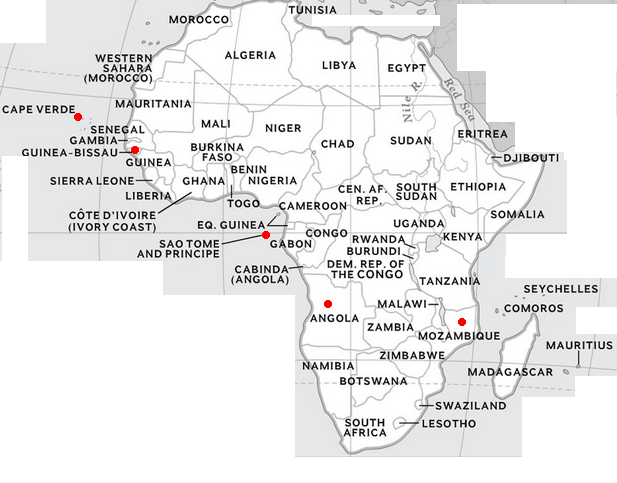 TUNISIA
MOROCCO
ALGERIA
LIBYA
EGYPT
WESTERN
SAHARA
(MOROCCO)
Nile R.
Red Sea
CAPE VERDE
MAURITANIA
MALI
NIGER
CHAD
SUDAN
ERITREA
SENEGAL
GAMBIA
GUINEA-BISSAU
GUINEA
BURKINA
FASO
BENIN
NIGERIA
DJIBOUTI
SIERRA LEONE
GHANA
LIBERIA
TOGO
CEN. AF.
REP.
SOUTH
SUDAN
ETHIOPIA
CÔTE D'IVOIRE
(IVORY COAST)
CAMEROON
SOMALIA
EQ. GUINEA
UGANDA
KENYA
SAO TOME
AND PRINCIPE
GABON
CONGO
RWANDA
BURUNDI
DEM. REP. OF
THE CONGO
CABINDA
(ANGOLA)
TANZANIA
SEYCHELLES
COMOROS
MALAWI
ANGOLA
ZAMBIA
MOZAMBIQUE
MAURITIUS
ZIMBABWE
NAMIBIA
BOTSWANA
MADAGASCAR
SWAZILAND
SOUTH
AFRICA
LESOTHO